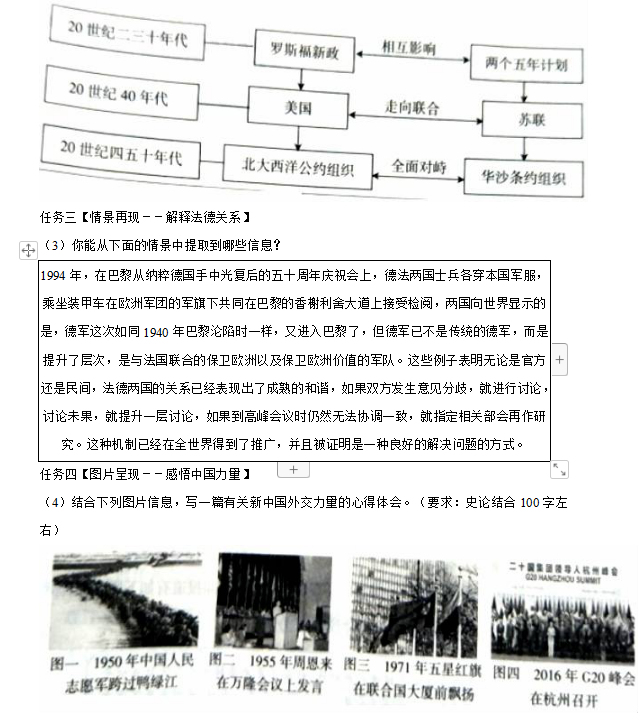 20世纪二三十年代
罗斯福新政
相互影响
两个五年计划
20世纪40年代
美国
走向联合
苏联
20世纪四五十年代
北大西洋公约组织
全面对峙
华沙条约组织
任务三【情景再现－－解释法德关系】
（3）你能从下面的情景中提取到哪些信息？
1994年，在巴黎从纳粹德国手中光复后的五十周年庆祝会上，德法两国士兵各穿本国军服，
乘坐装甲车在欧洲军团的军旗下共同在巴黎的香榭利舍大道上接受检阅，两国向世界显示的
是，德军这次如同1940年巴黎沦陷时一样，又进入巴黎了，但德军已不是传统的德军，而是
提升了层次，是与法国联合的保卫欧洲以及保卫欧洲价值的军队。这些例子表明无论是官方
还是民间，法德两国的关系已经表现出了成熟的和谐，如果双方发生意见分歧，就进行讨论，
讨论未果，就提升一层讨论，如果到高峰会议时仍然无法协调一致，就指定相关部会再作研
究。这种机制已经在全世界得到了推广，并且被证明是一种良好的解决问题的方式。
任务四【图片呈现－－感悟中国力量】
（4）结合下列图片信息，写一篇有关新中国外交力量的心得体会。（要求：史论结合100字左
右）
二十国集团领导人杭州峰会
G20 HANGZHOU SUMMIT
图一 1950年中国人民
志愿军跨过鸭绿江
图二 1955年周恩来
在万隆会议上发言
图三 1971年五星红旗
在联合国大厦前飘扬
图四 2016年G20峰会
在杭州召开